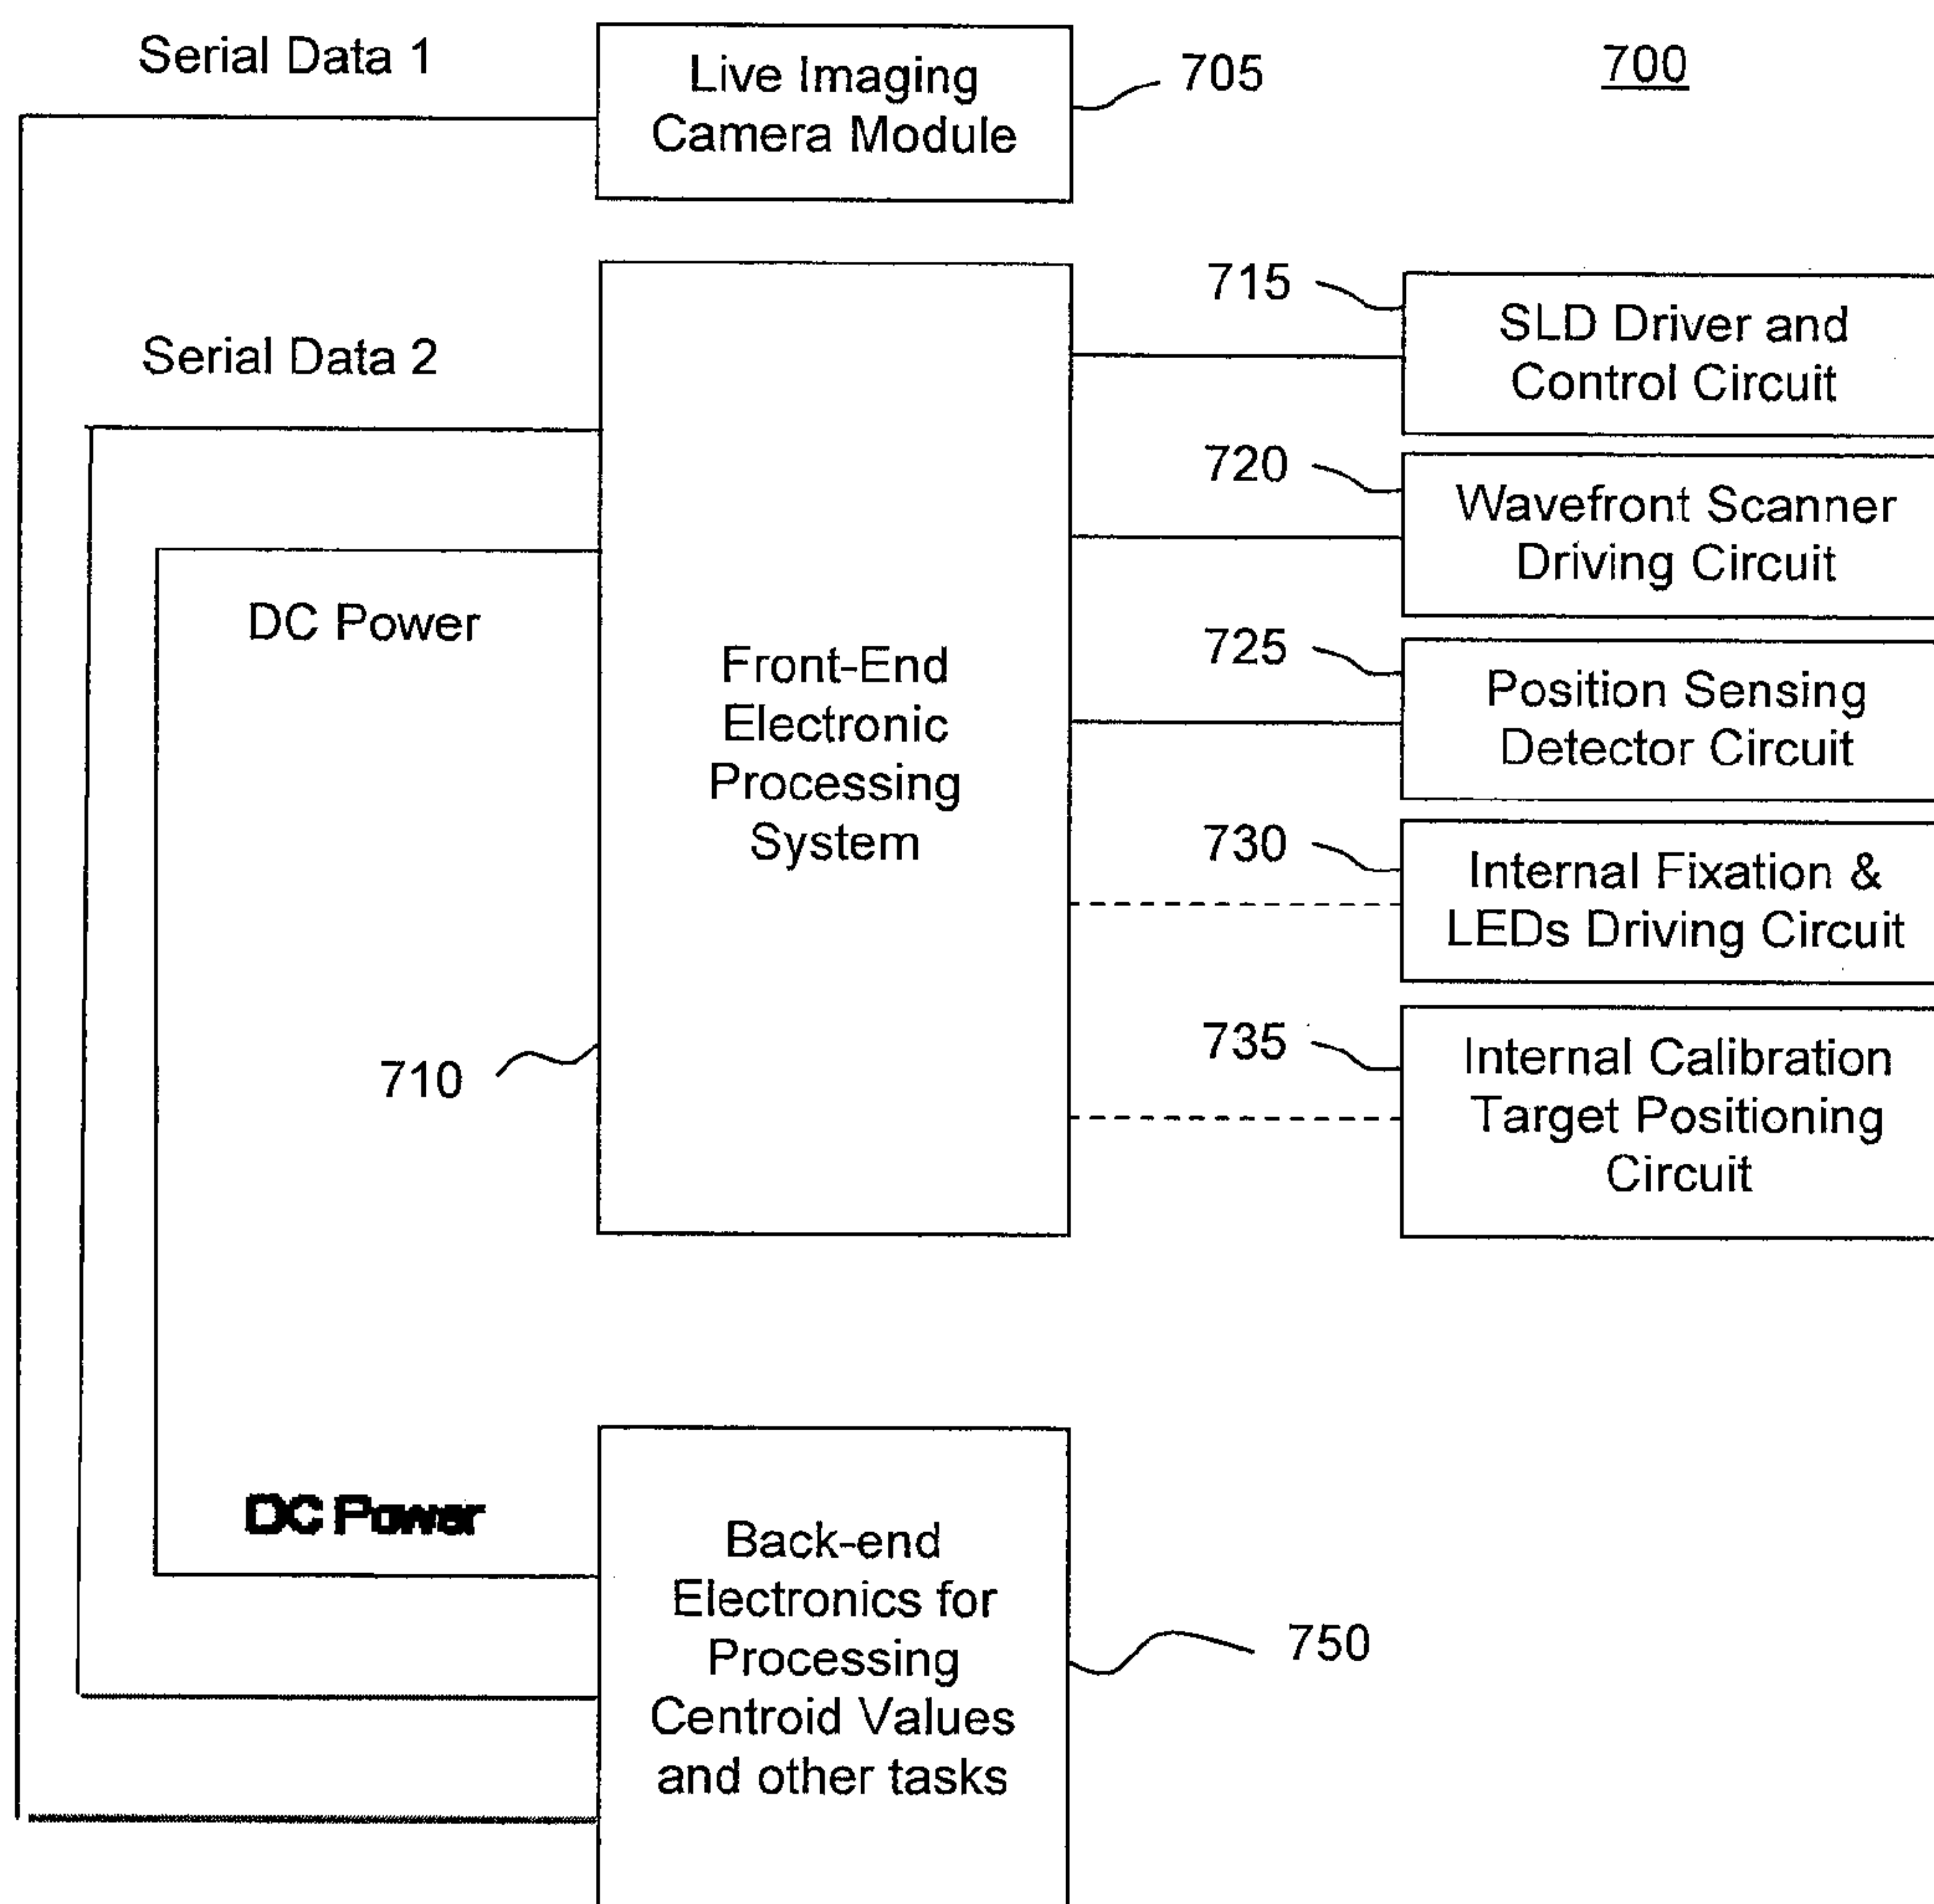 Serial Data 1
Live Imaging
Camera Module
705
700
Serial Data 2
DC Power
Front-End
Electronic
Processing
System
710
715
SLD Driver and
Control Circuit
720
Wavefront Scanner
Driving Circuit
725
Position Sensing
Detector Circuit
730
Internal Fixation &
LEDs Driving Circuit
735
Internal Calibration
Target Positioning
Circuit
DC Power
Back-end
Electronics for
Processing
Centroid Values
and other tasks
750